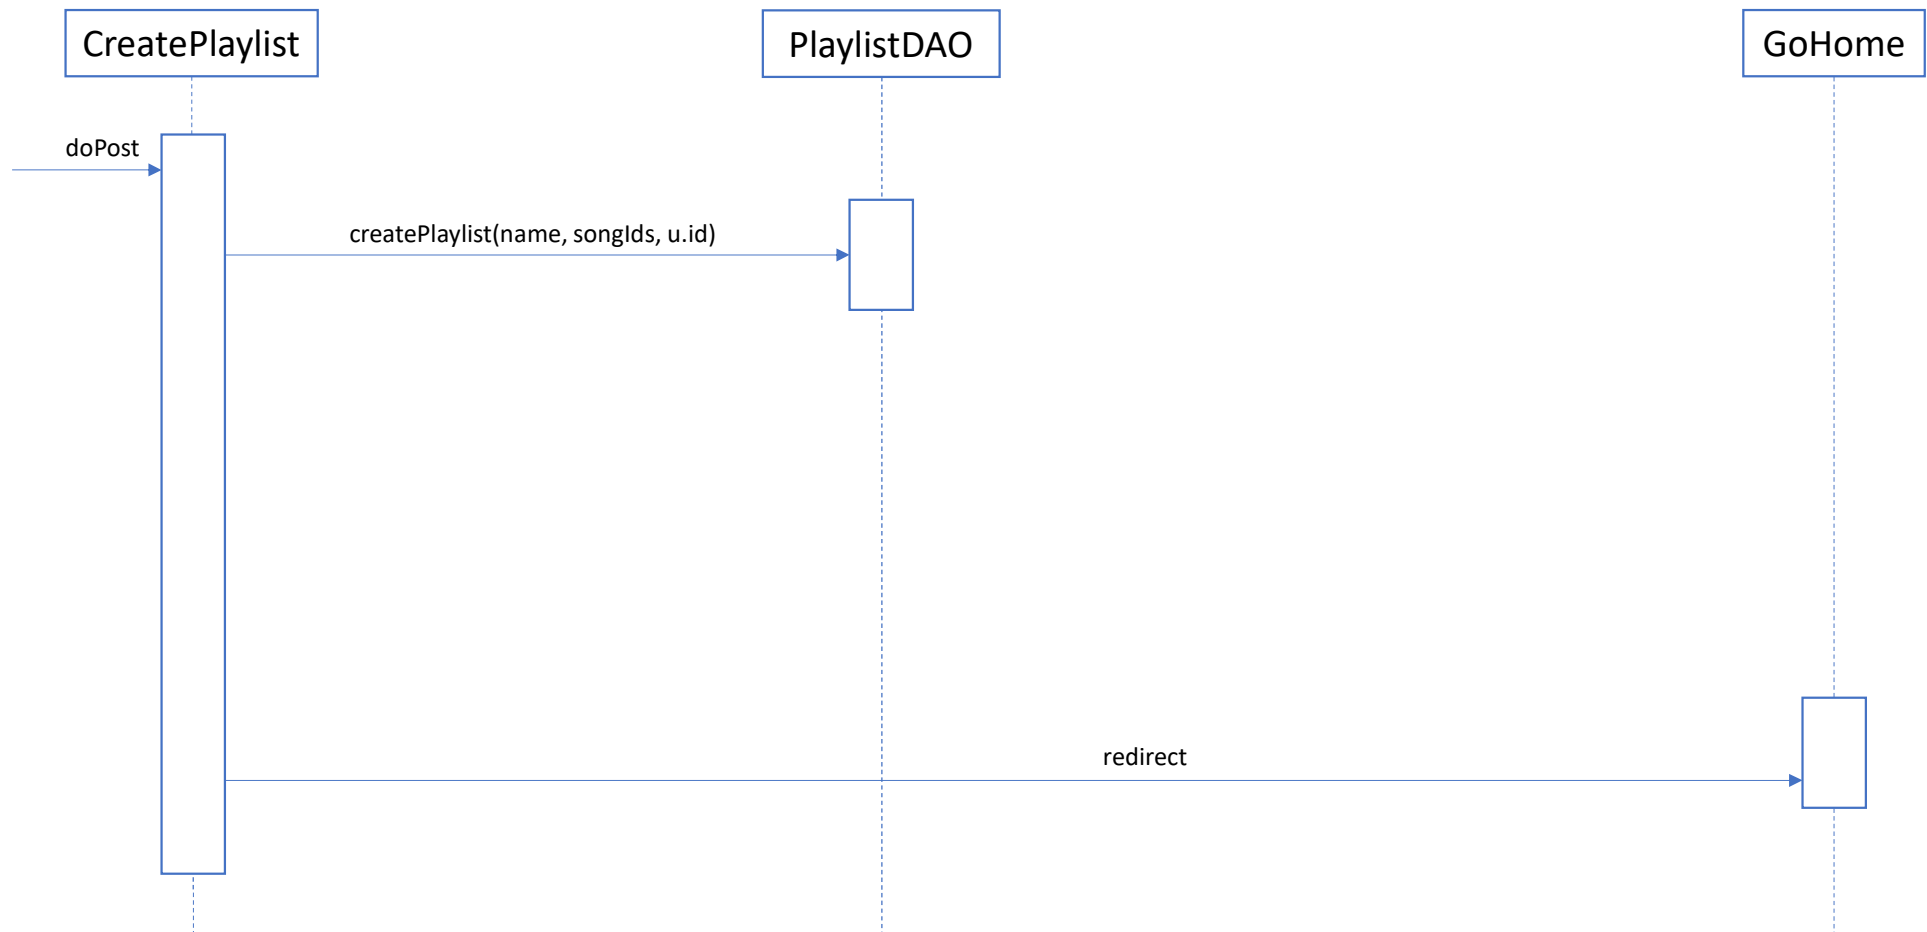 CreatePlaylist
PlaylistDAO
GoHome
doPost
createPlaylist(name, songIds, u.id)
redirect